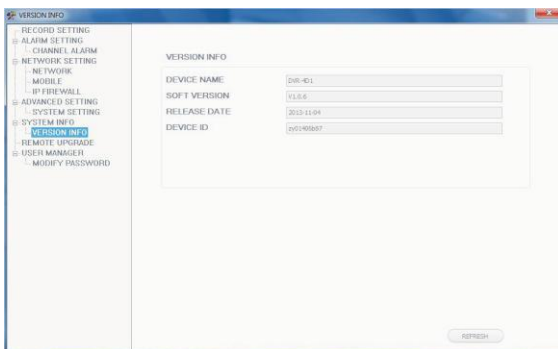 VERSION INFO
RECORD SETTING
ALARM SETTING
CHANNEL ALARM
NETWORK SETTING
NETWORK
MOBILE
IP FIREWALL
ADVANCED SETTING
SYSTEM SETTING
SYSTEM INFO
VERSION INFO
REMOTE UPGRADE
USER MANAGER
MODIFY PASSWORD
VERSION INFO
DEVICE NAME
SOFT VERSION V1.0.6
RELEASE DATE 2013-11-04
DEVICE ID
REFRESH